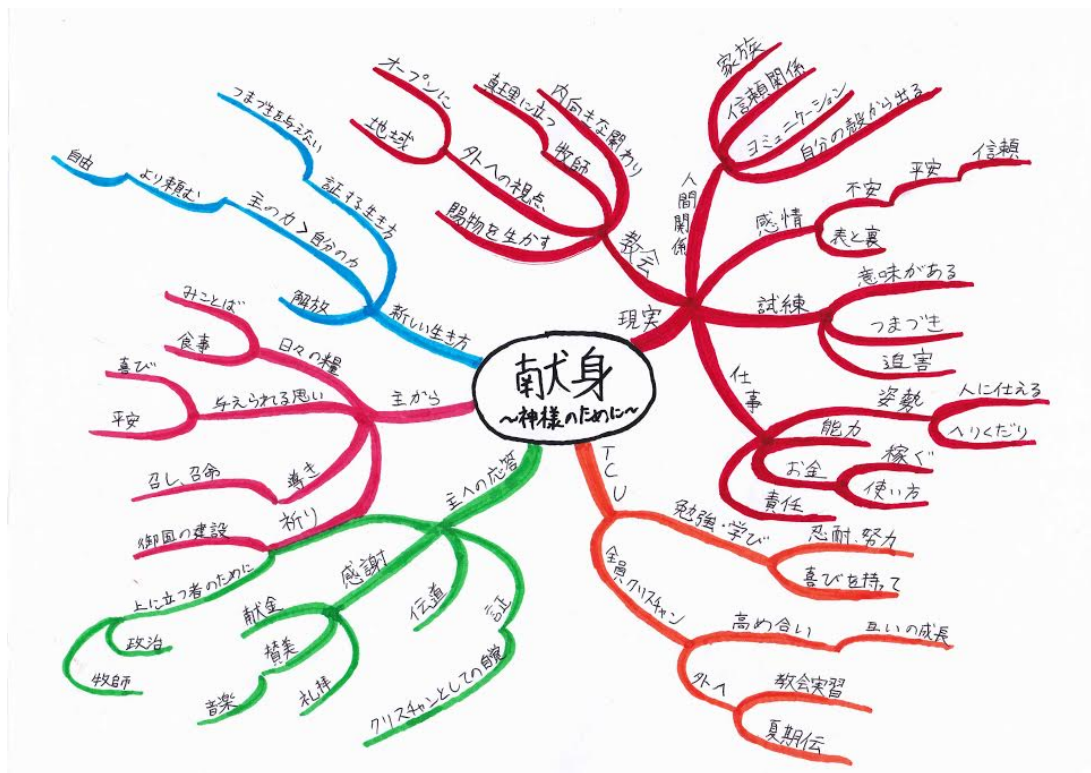 献身
～神様のために～
現実
人間関係
家族
信頼関係
コミュニケーション
自分の殻から出る
感情
不安
平安
信頼
表と裏
試練
意味がある
つまづき
迫害
仕事
姿勢
人に仕える
へりくだり
能力
お金
稼ぐ
使い方
責任
教会
内向きな関わり
牧師
真理に立つ
外への視点
オープンに
地域
賜物を生かす
TCU
勉強・学び
忍耐、努力
喜びを持って
全員クリスチャン
高め合い
互いの成長
外へ
教会実習
夏期伝
主への応答
証
クリスチャンとしての自覚
伝道
感謝
献金
賛美
音楽
礼拝
上に立つ者のために
政治
牧師
主から
日々の糧
みことば
食事
与えられる思い
喜び
平安
導き
召し、召命
祈り
御国の建設
新しい生き方
証する生き方
つまづきを与えない
主の力＞自分の力
より頼む
自由
解放